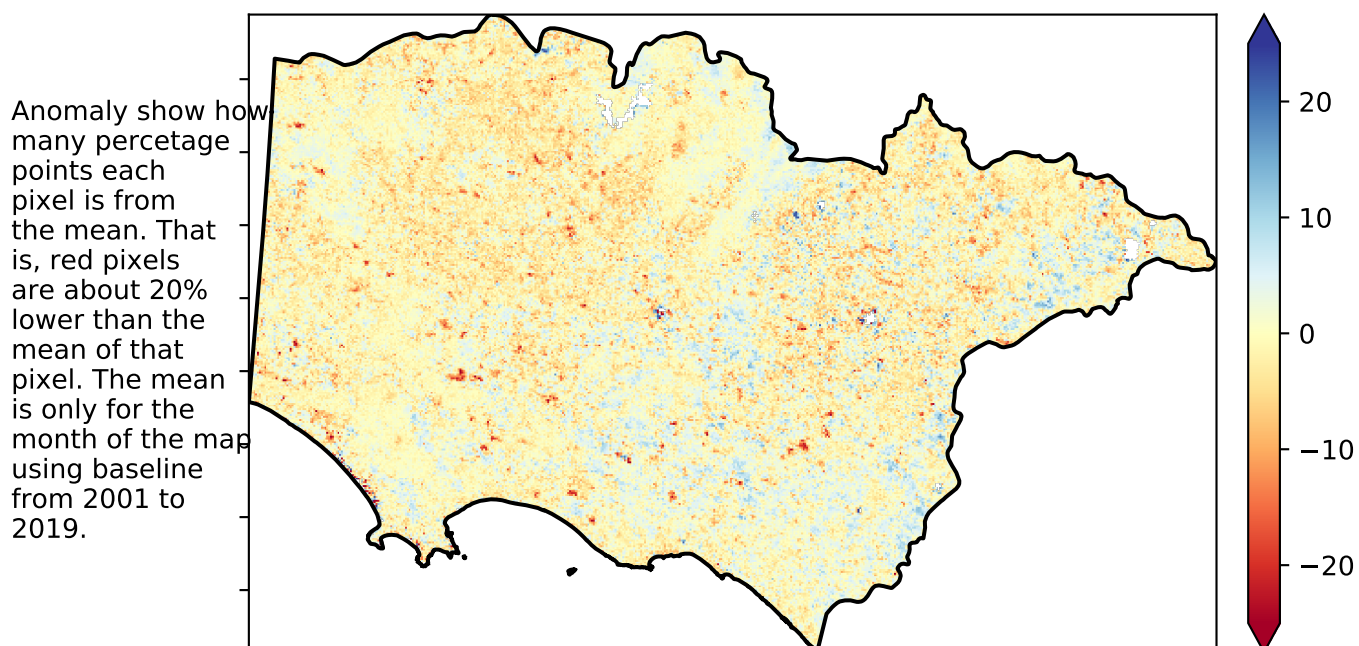 Anomaly show how
many percetage
points each
pixel is from
the mean. That
is, red pixels
are about 20%
lower than the
mean of that
pixel. The mean
is only for the
month of the map
using baseline
from 2001 to
2019.
20
10
0
−10
−20